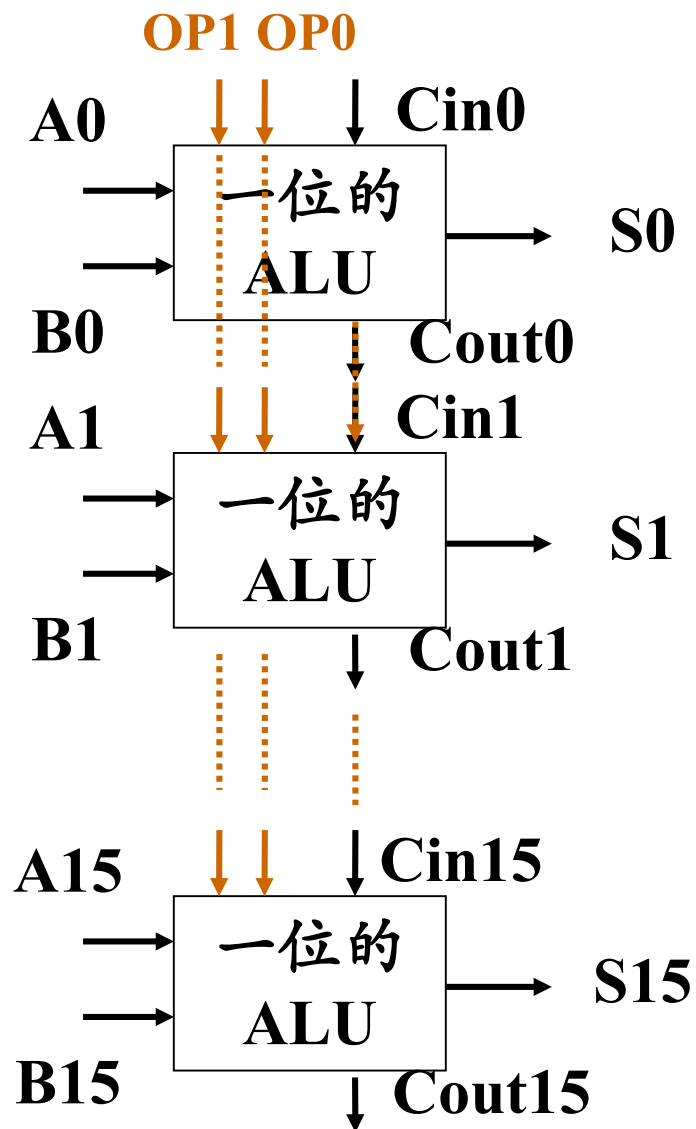 OP1 OP0
A0
Cin0
一位的
ALU
S0
B0
Cout0
A1
Cin1
一位的
ALU
S1
B1
Cout1
A15
Cin15
一位的
ALU
S15
B15
Cout15